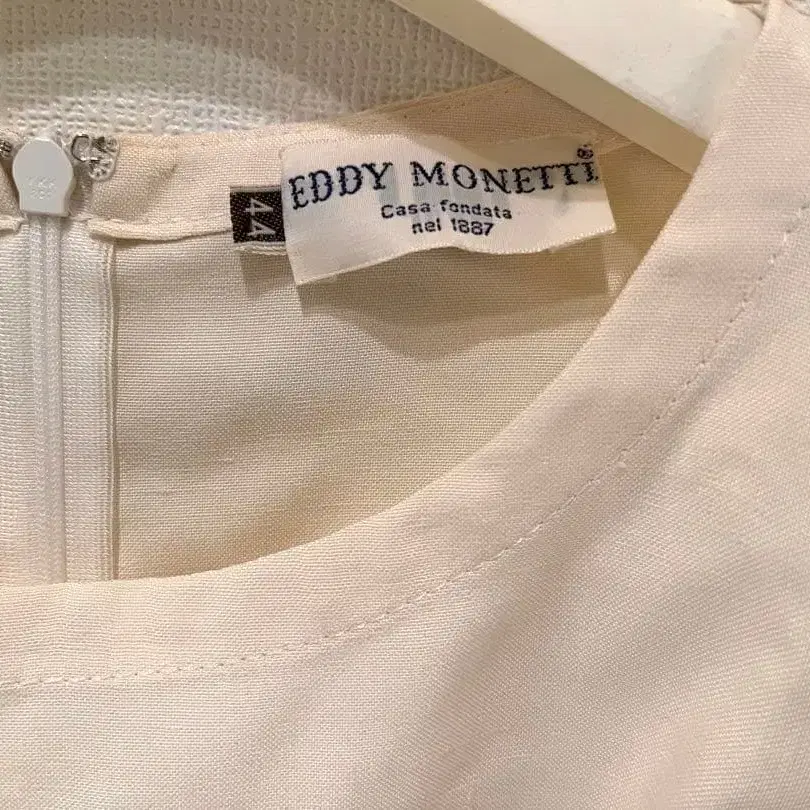 EDDY MONETTI®
Casa fondata
nel 1887
44